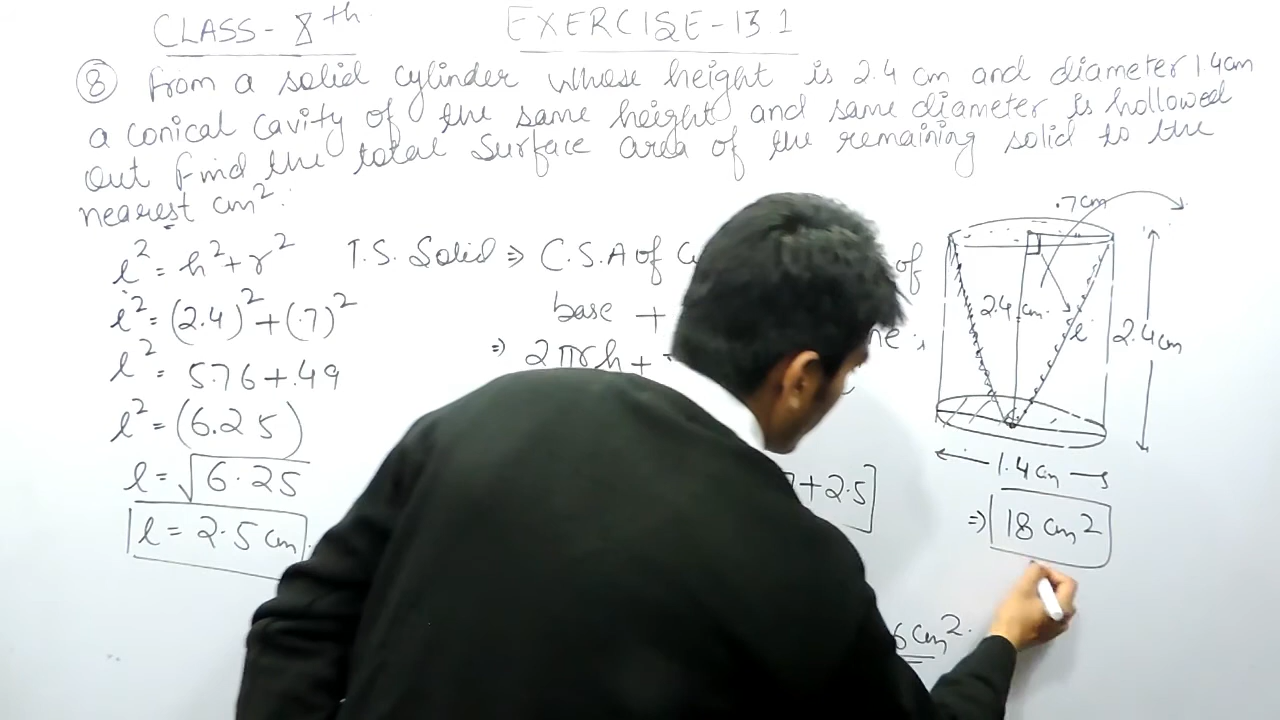 CLASS- 8th.
EXERCISE-13.1
⑧ From a solid cylinder whose height is 2.4 cm and diameter 1.4cm
a conical cavity of the same height and same diameter is hollowed
out find the total surface area of the remaining solid to the
nearest cm².
l² = h² + r²
l² = (2.4)² + (.7)²
l² = 5.76 + .49
l² = (6.25)
l = √6.25
l = 2.5 cm
T.S. Solid ⇒ C.S.A of of
base +
⇒ 2πrh +
+ 2.5]
6 cm².
.7cm
2.4 cm.
l
2.4cm
1.4cm
⇒ 18 cm²